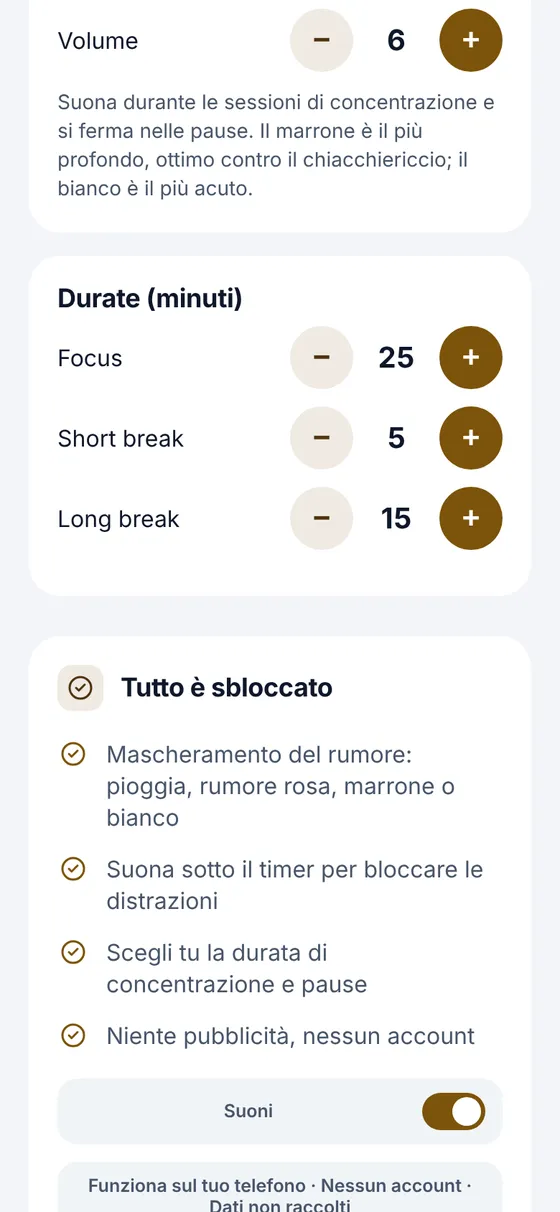 Volume − 6 +
Suona durante le sessioni di concentrazione e
si ferma nelle pause. Il marrone è il più
profondo, ottimo contro il chiacchiericcio; il
bianco è il più acuto.
Durate (minuti)
Focus − 25 +
Short break − 5 +
Long break − 15 +
Tutto è sbloccato
Mascheramento del rumore:
pioggia, rumore rosa, marrone o
bianco
Suona sotto il timer per bloccare le
distrazioni
Scegli tu la durata di
concentrazione e pause
Niente pubblicità, nessun account
Suoni
Funziona sul tuo telefono · Nessun account ·
Dati non raccolti